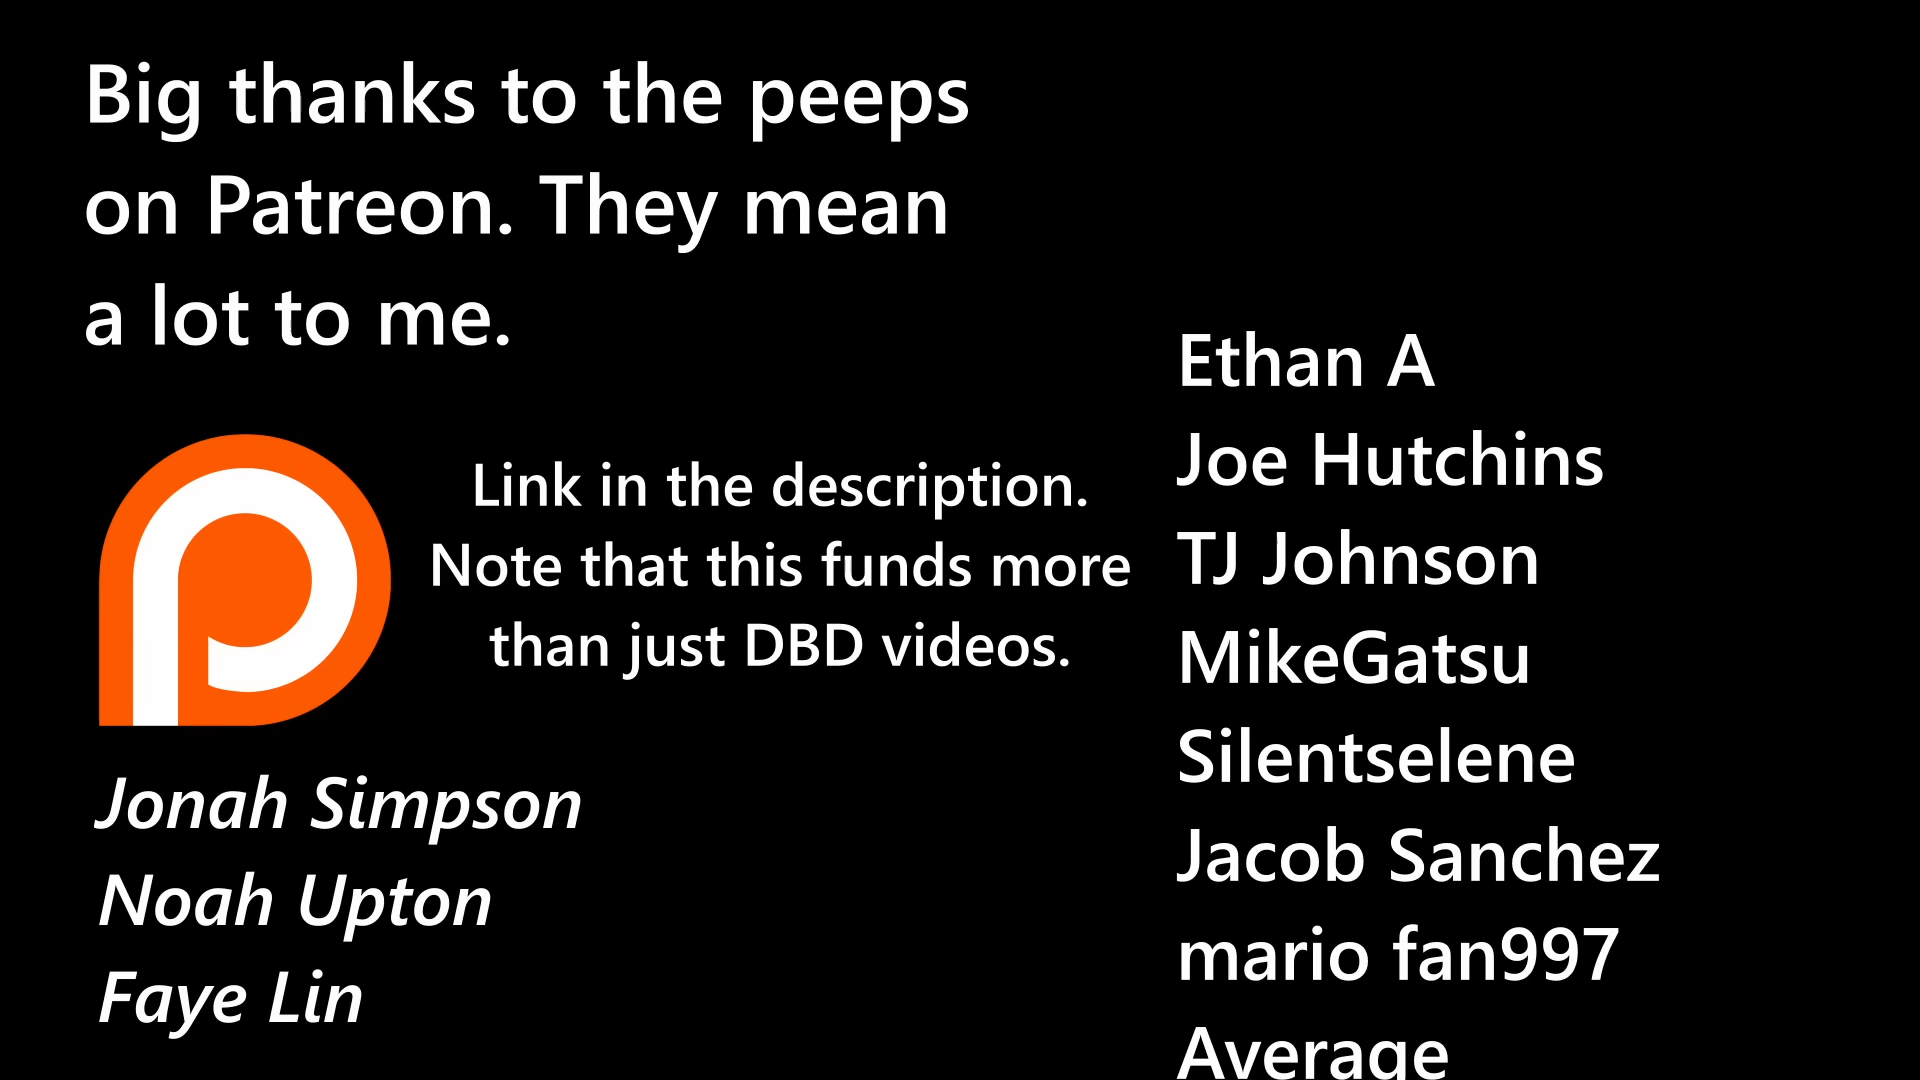 Big thanks to the peeps
on Patreon. They mean
a lot to me.
Link in the description.
Note that this funds more
than just DBD videos.
Jonah Simpson
Noah Upton
Faye Lin
Ethan A
Joe Hutchins
TJ Johnson
MikeGatsu
Silentselene
Jacob Sanchez
mario fan997
Average